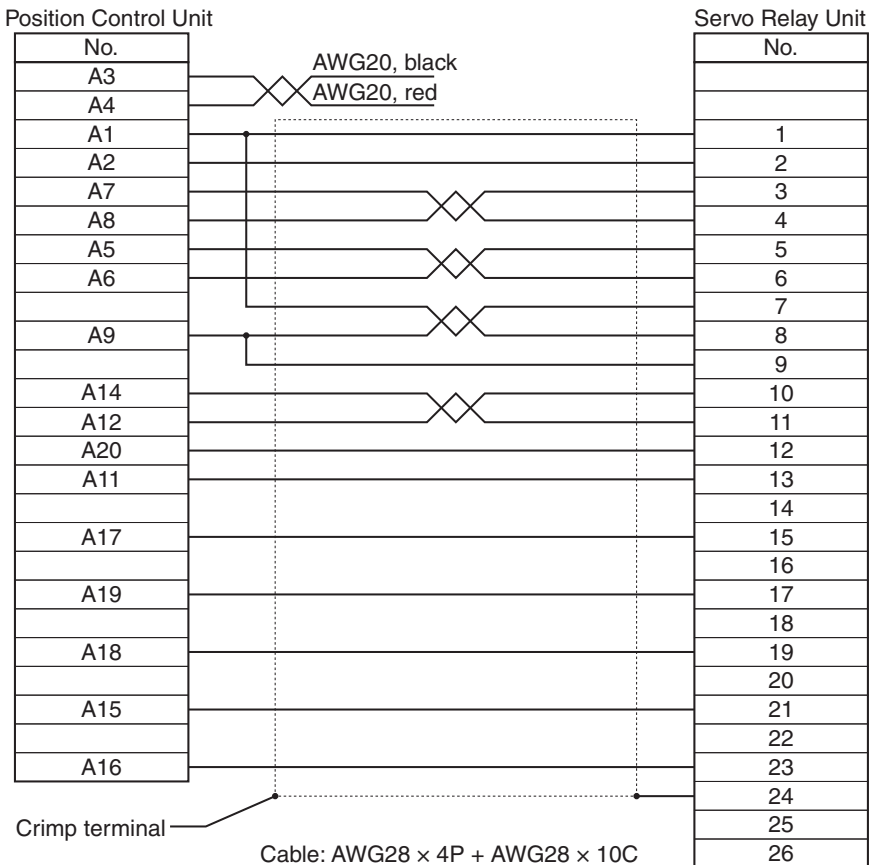 Position Control Unit Servo Relay Unit
No. No.
AWG20, black
A3
AWG20, red
A4
A1 1
A2 2
A7 3
A8 4
A5 5
A6 6
7
A9 8
9
A14 10
A12 11
A20 12
A11 13
14
A17 15
16
A19 17
18
A18 19
20
A15 21
22
A16 23
24
Crimp terminal 25
Cable: AWG28 × 4P + AWG28 × 10C 26